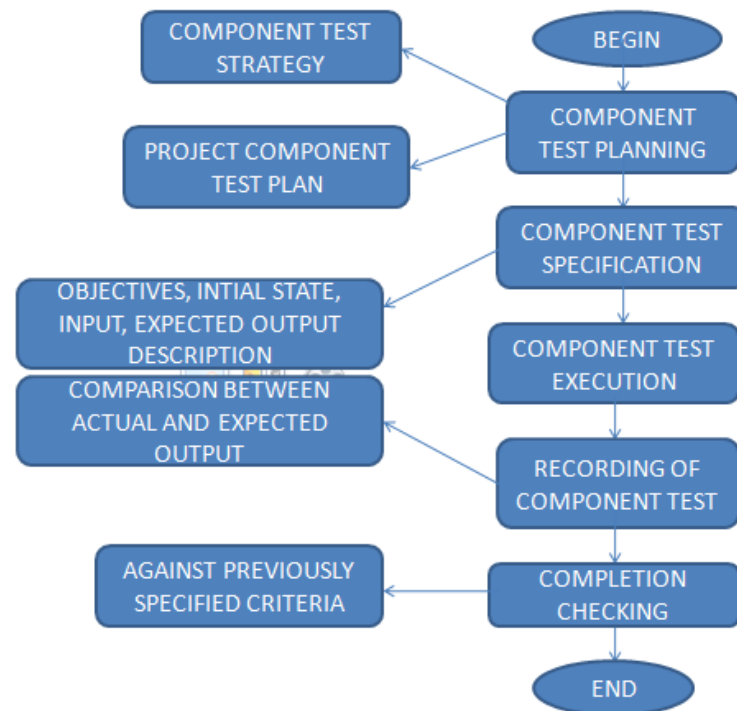 COMPONENT TEST
STRATEGY
BEGIN
COMPONENT
TEST PLANNING
PROJECT COMPONENT
TEST PLAN
COMPONENT TEST
SPECIFICATION
OBJECTIVES, INTIAL STATE,
INPUT, EXPECTED OUTPUT
DESCRIPTION
COMPONENT TEST
EXECUTION
COMPARISON BETWEEN
ACTUAL AND EXPECTED
OUTPUT
RECORDING OF
COMPONENT TEST
AGAINST PREVIOUSLY
SPECIFIED CRITERIA
COMPLETION
CHECKING
END